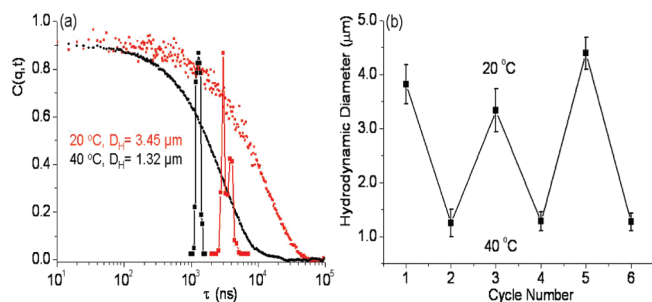 (a)
C(q,t)
1.0
0.8
0.6
0.4
0.2
0.0
20 °C, D_H= 3.45 µm
40 °C, D_H= 1.32 µm
10^1 10^2 10^3 10^4 10^5
τ (ns)
(b)
Hydrodynamic Diameter (µm)
5.0
4.0
3.0
2.0
1.0
20 °C
40 °C
1 2 3 4 5 6
Cycle Number